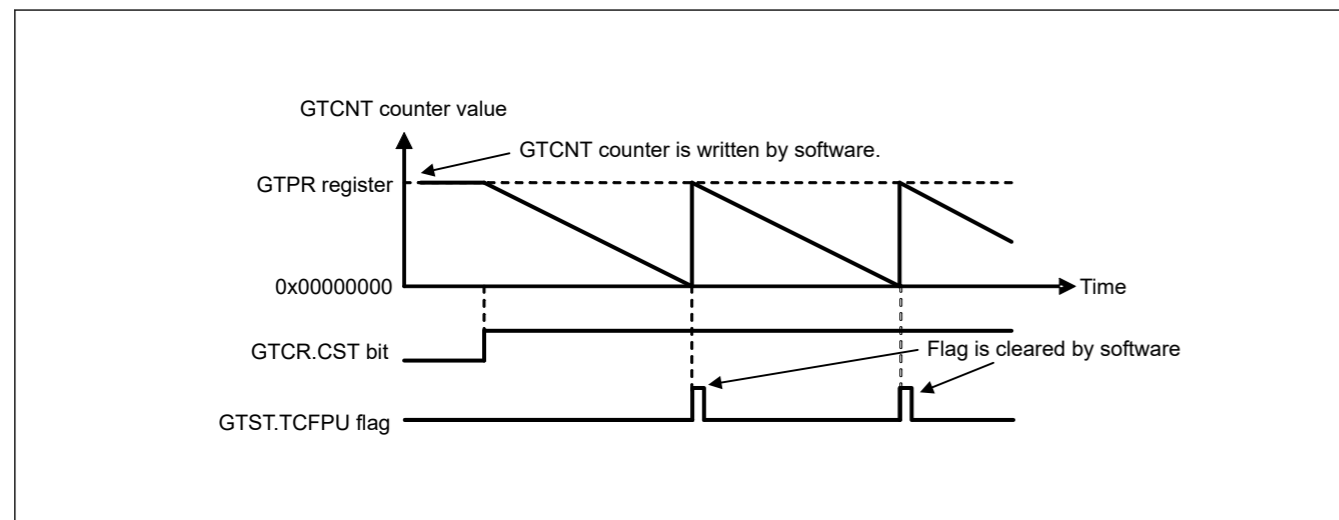 GTCNT counter value
GTCNT counter is written by software.
GTPR register
0x00000000
Time
GTCR.CST bit
Flag is cleared by software
GTST.TCFPU flag